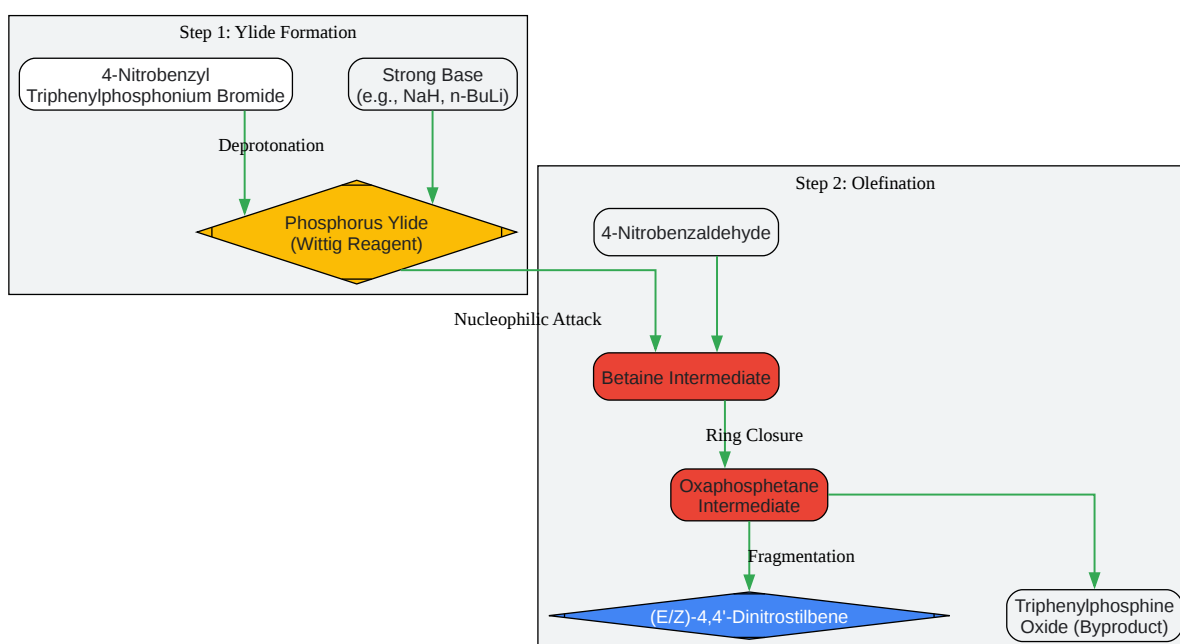 Step 1: Ylide Formation
4-Nitrobenzyl
Triphenylphosphonium Bromide
Strong Base
(e.g., NaH, n-BuLi)
Deprotonation
Phosphorus Ylide
(Wittig Reagent)
Step 2: Olefination
4-Nitrobenzaldehyde
Nucleophilic Attack
Betaine Intermediate
Ring Closure
Oxaphosphetane
Intermediate
Fragmentation
(E/Z)-4,4'-Dinitrostilbene
Triphenylphosphine
Oxide (Byproduct)